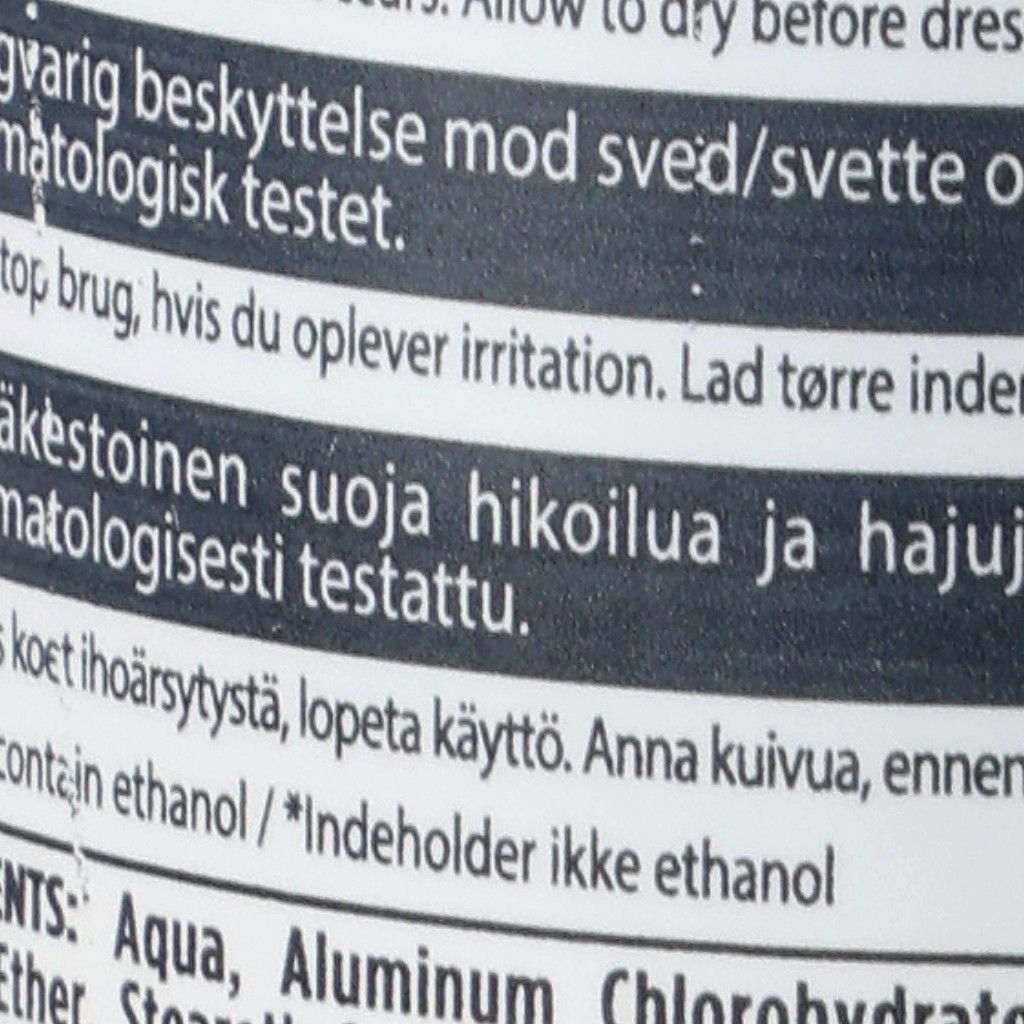 Allow to dry before dres
gvarig beskyttelse mod sved/svette o
matologisk testet.
top brug, hvis du oplever irritation. Lad tørre inden
äkestoinen suoja hikoilua ja hajuj
matologisesti testattu.
s koet ihoärsytystä, lopeta käyttö. Anna kuivua, ennen
contain ethanol / *Indeholder ikke ethanol
ENTS: Aqua, Aluminum Chlorohydrate
Ether,